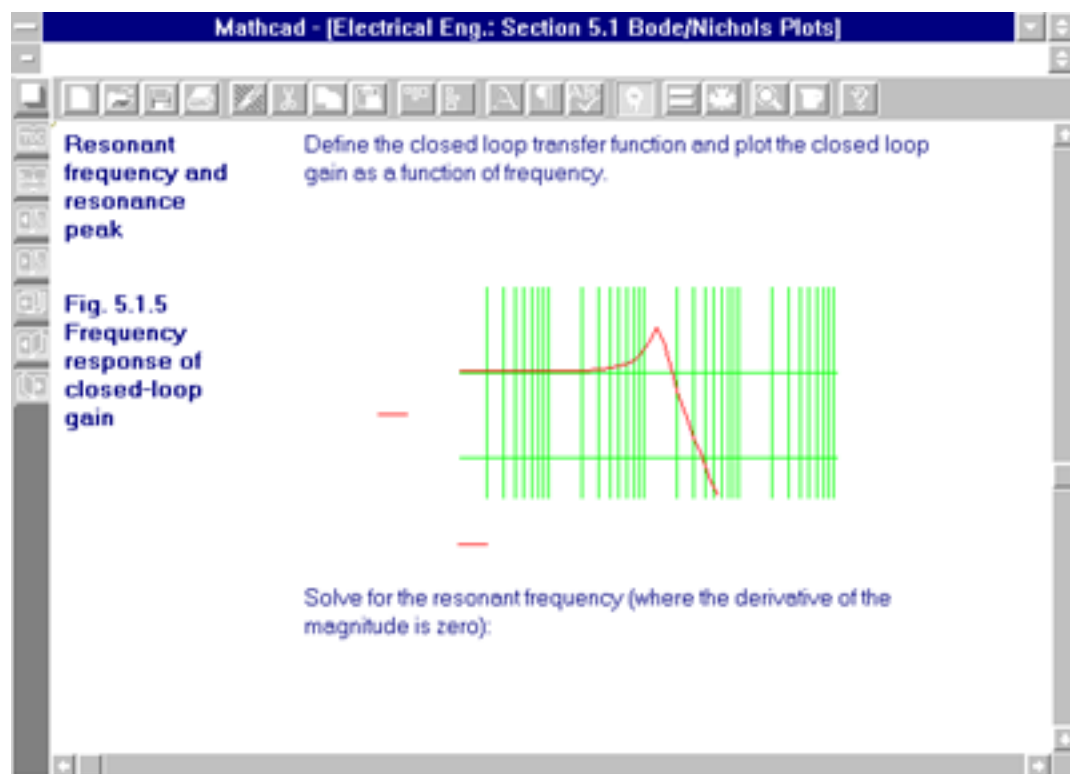 Mathcad - [Electrical Eng.: Section 5.1 Bode/Nichols Plots]
Resonant
frequency and
resonance
peak
Define the closed loop transfer function and plot the closed loop
gain as a function of frequency.
Fig. 5.1.5
Frequency
response of
closed-loop
gain
Solve for the resonant frequency (where the derivative of the
magnitude is zero):